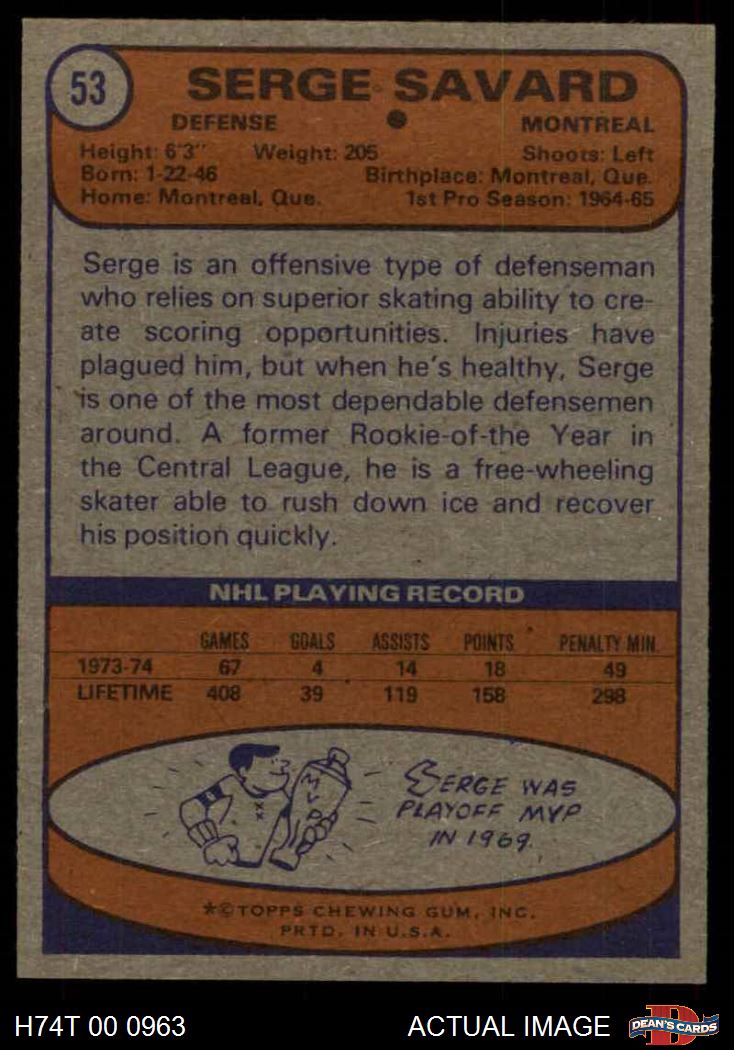 53
SERGE SAVARD
DEFENSE MONTREAL
Height: 6'3" Weight: 205 Shoots: Left
Born: 1-22-46 Birthplace: Montreal, Que.
Home: Montreal, Que. 1st Pro Season: 1964-65
Serge is an offensive type of defenseman
who relies on superior skating ability to cre-
ate scoring opportunities. Injuries have
plagued him, but when he's healthy, Serge
is one of the most dependable defensemen
around. A former Rookie-of-the Year in
the Central League, he is a free-wheeling
skater able to rush down ice and recover
his position quickly.
NHL PLAYING RECORD
GAMES GOALS ASSISTS POINTS PENALTY MIN.
1973-74 67 4 14 18 49
LIFETIME 408 39 119 158 298
MVP
SERGE WAS
PLAYOFF MVP
IN 1969.
*©TOPPS CHEWING GUM, INC.
PRTD. IN U.S.A.
H74T 00 0963 ACTUAL IMAGE DEAN'S CARDS